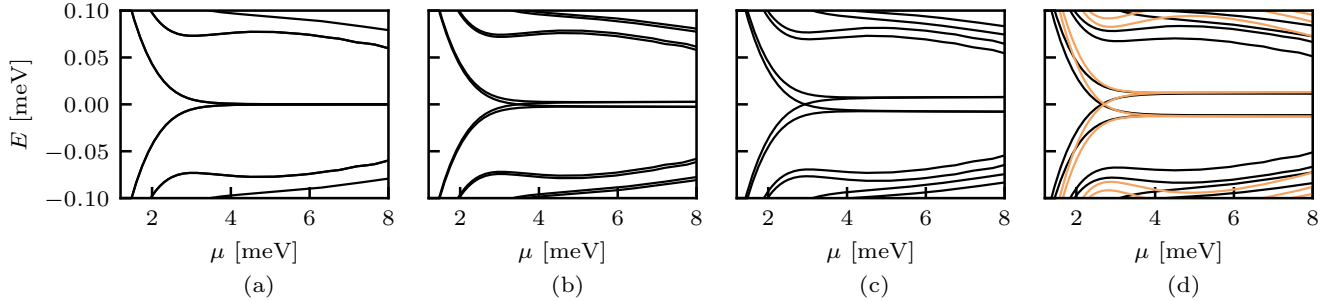 0.10
0.05
0.00
−0.05
−0.10
E [meV]
2 4 6 8
μ [meV]
(a)
2 4 6 8
μ [meV]
(b)
2 4 6 8
μ [meV]
(c)
2 4 6 8
μ [meV]
(d)